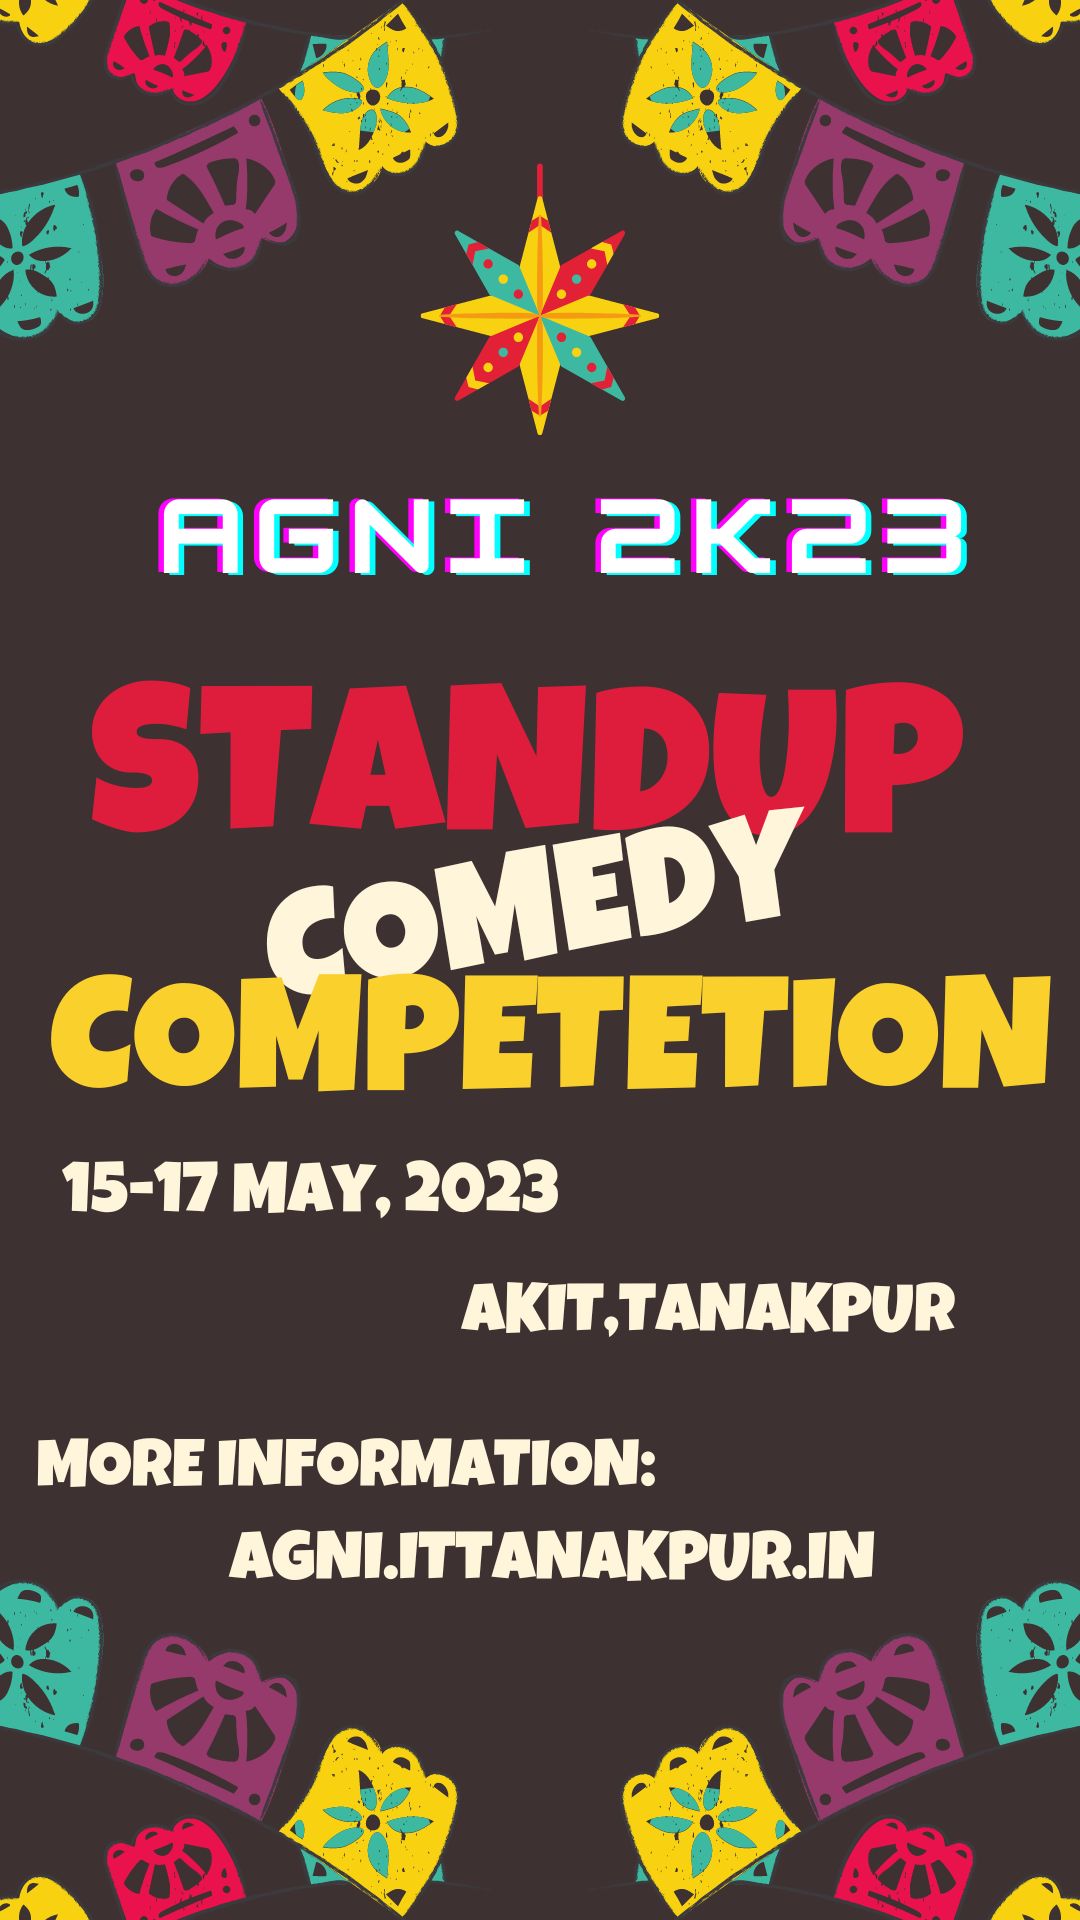 AGNI 2K23
STANDUP
COMEDY
COMPETETION
15-17 MAY, 2023
AKIT,TANAKPUR
MORE INFORMATION:
AGNI.ITTANAKPUR.IN